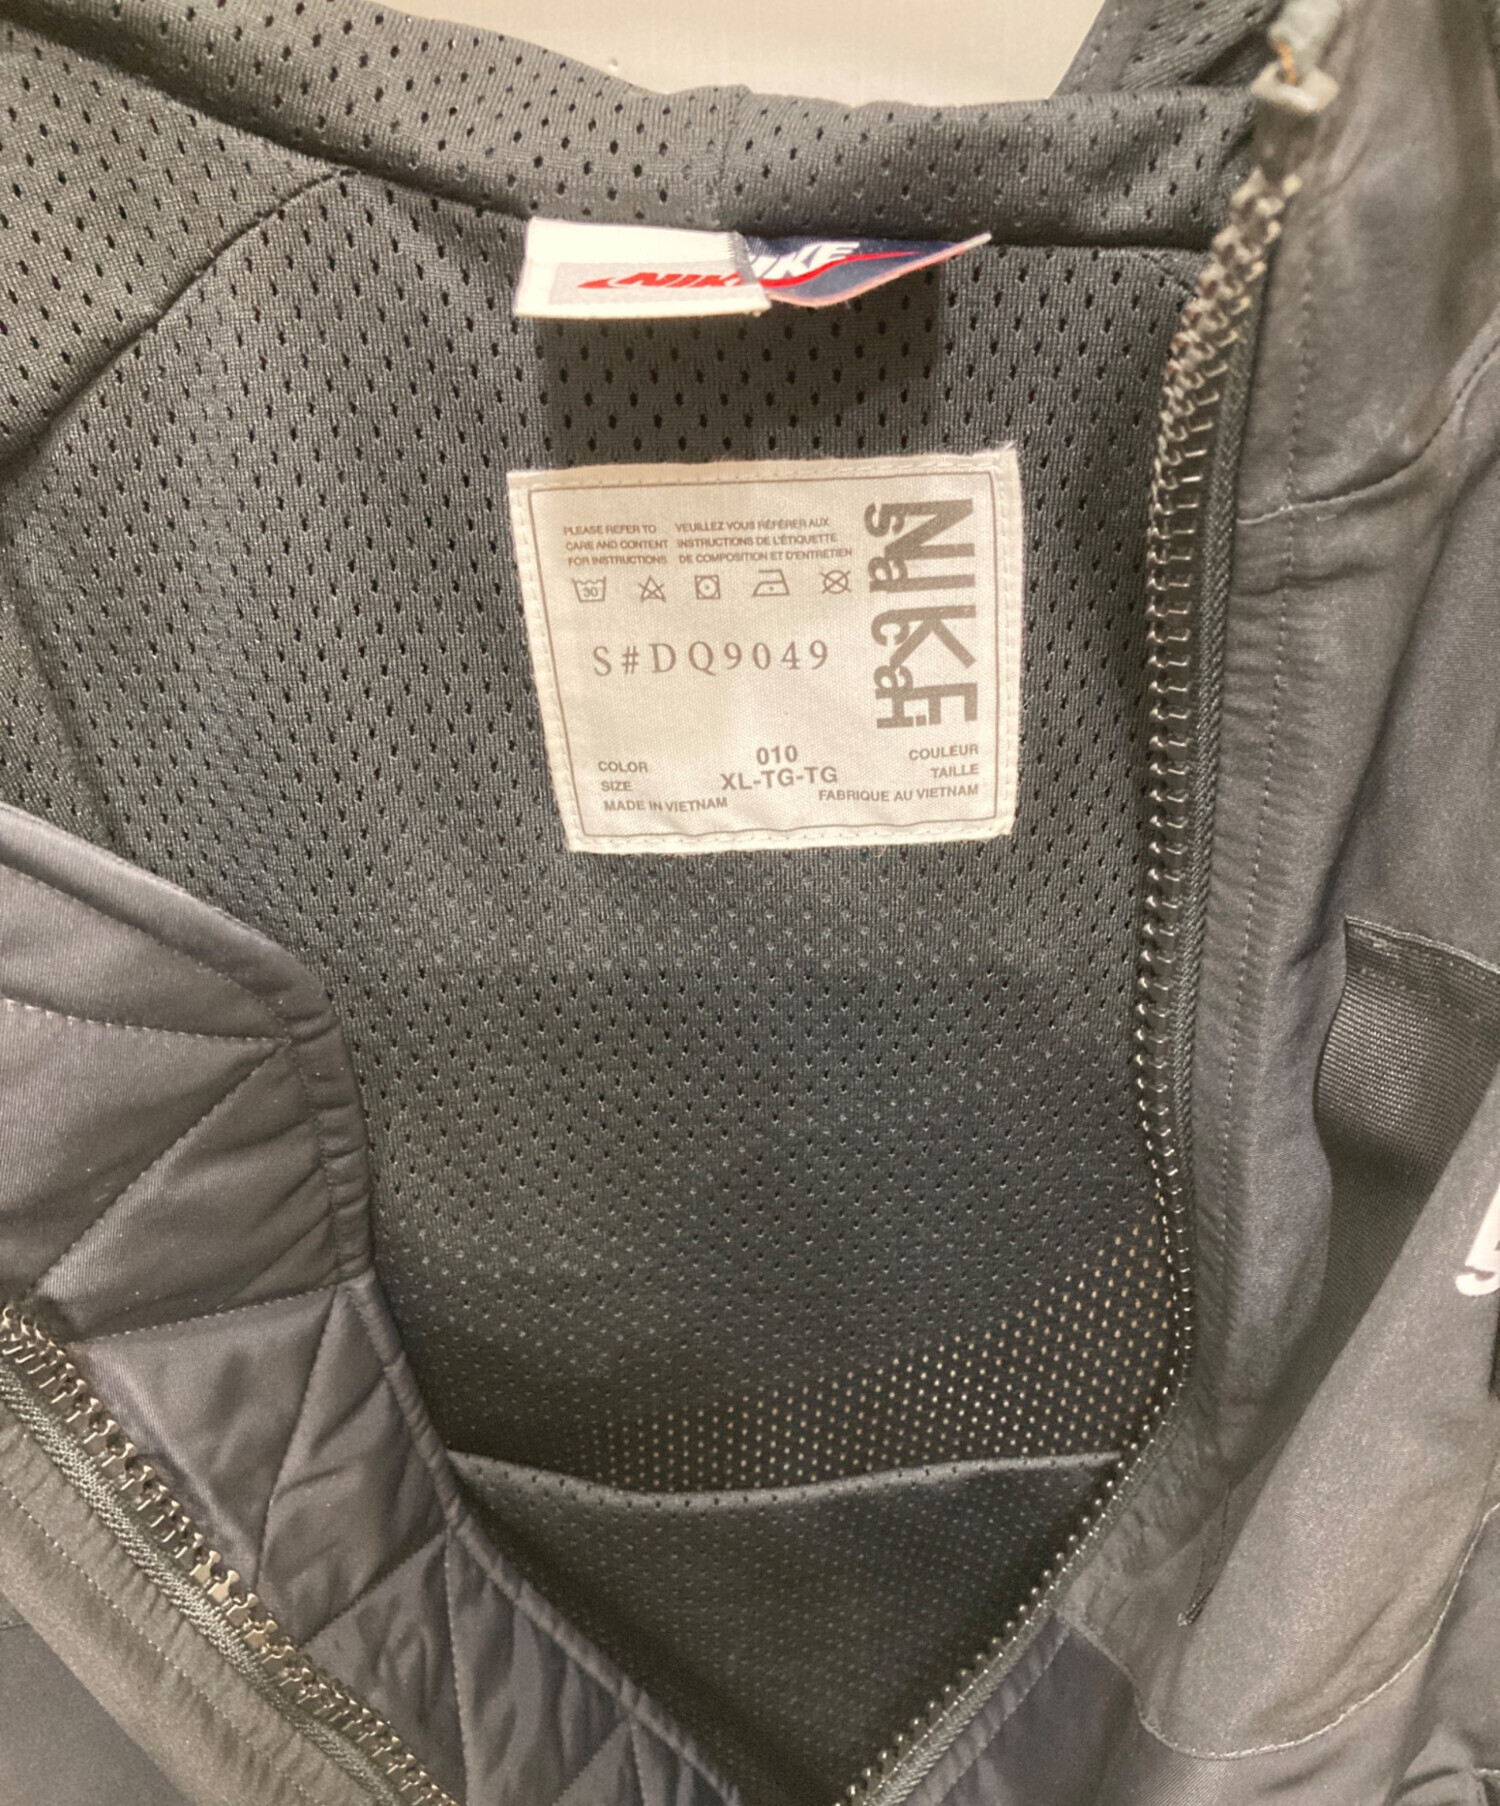 NIKE
NIKE
PLEASE REFER TO
CARE AND CONTENT
FOR INSTRUCTIONS
VEUILLEZ VOUS RÉFÉRER AUX
INSTRUCTIONS DE L'ÉTIQUETTE
DE COMPOSITION ET D'ENTRETIEN
30
NIKE
sacai
S#DQ9049
COLOR 010 COULEUR
SIZE XL-TG-TG TAILLE
MADE IN VIETNAM FABRIQUE AU VIETNAM